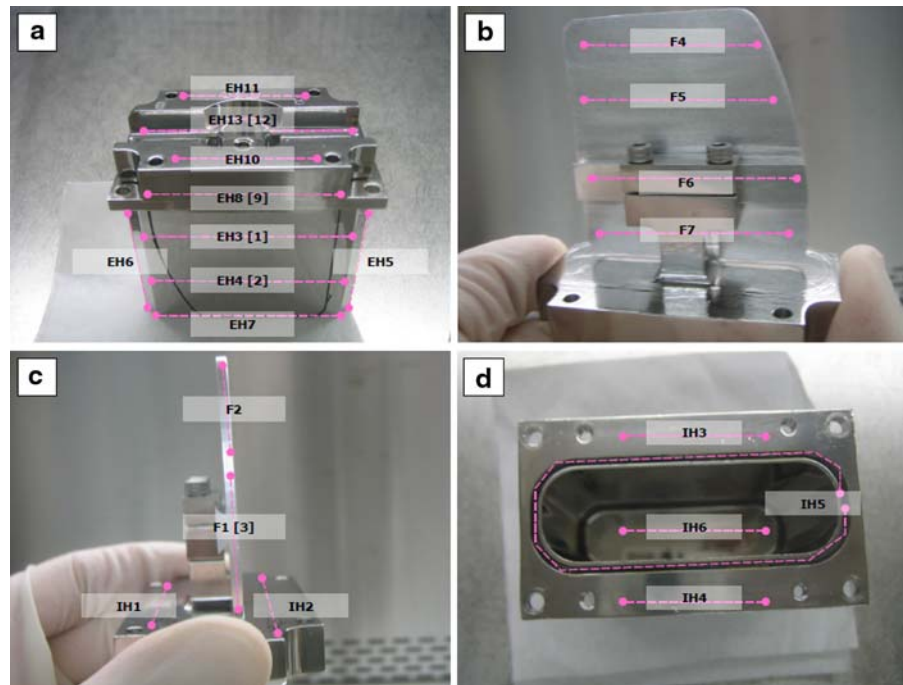 a
EH11
EH13 [12]
EH10
EH8 [9]
EH3 [1]
EH6
EH5
EH4 [2]
EH7
b
F4
F5
F6
F7
c
F2
F1 [3]
IH1
IH2
d
IH3
IH5
IH6
IH4